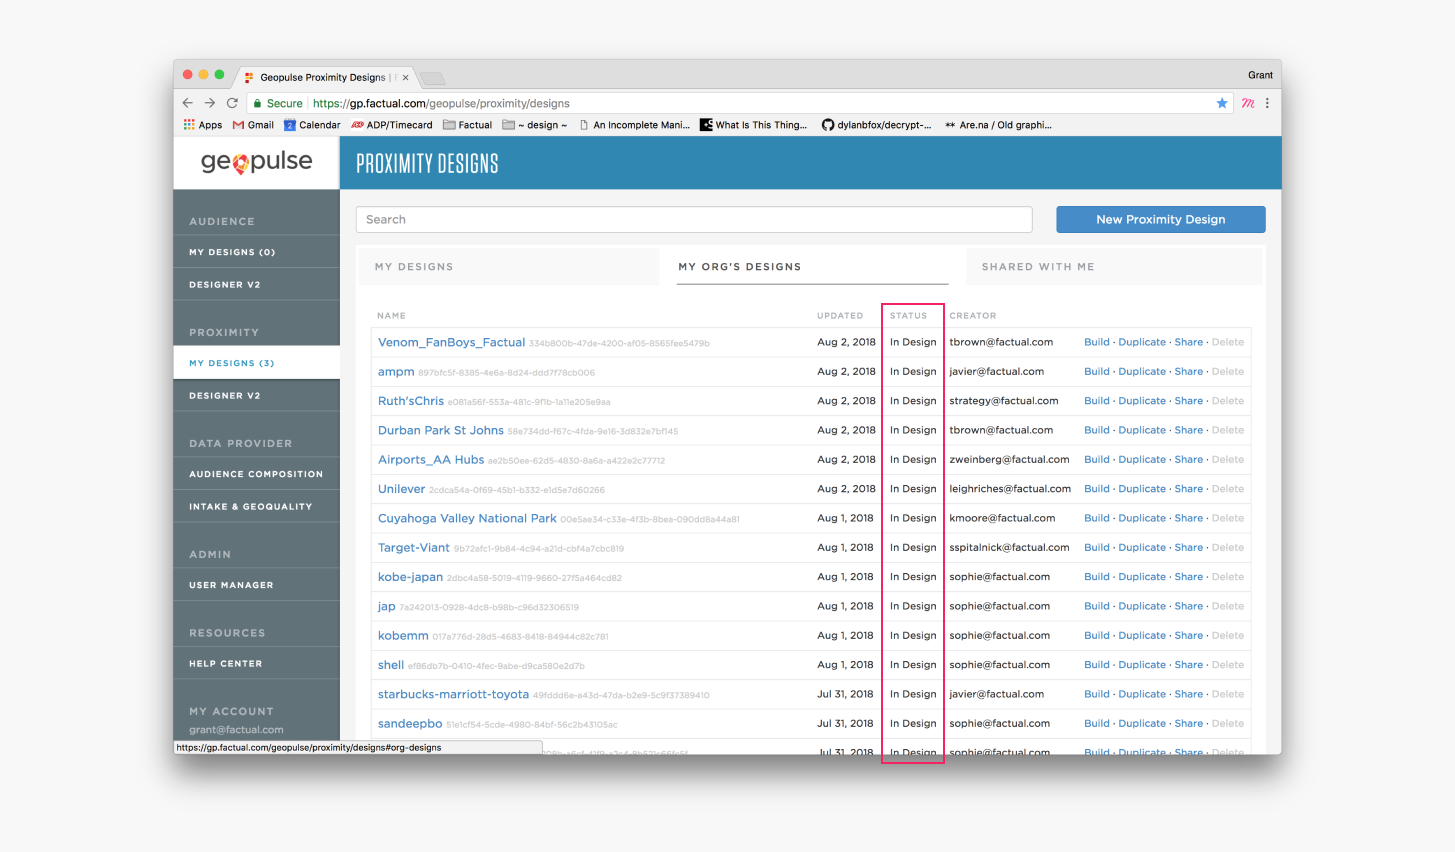 Geopulse Proximity Designs |
Grant
Secure https://gp.factual.com/geopulse/proximity/designs
Apps Gmail 2 Calendar ADP/Timecard Factual ~ design ~ An Incomplete Mani... What Is This Thing... dylanbfox/decrypt-... Are.na / Old graphi...
geopulse
PROXIMITY DESIGNS
AUDIENCE
MY DESIGNS (0)
DESIGNER V2
PROXIMITY
MY DESIGNS (3)
DESIGNER V2
DATA PROVIDER
AUDIENCE COMPOSITION
INTAKE & GEOQUALITY
ADMIN
USER MANAGER
RESOURCES
HELP CENTER
MY ACCOUNT
grant@factual.com
https://gp.factual.com/geopulse/proximity/designs#org-designs
Search
New Proximity Design
MY DESIGNS MY ORG'S DESIGNS SHARED WITH ME
NAME UPDATED STATUS CREATOR
Venom_FanBoys_Factual 334b800b-47de-4200-af05-8565fee5479b Aug 2, 2018 In Design tbrown@factual.com Build · Duplicate · Share · Delete
ampm 897bfc5f-8385-4e6a-8d24-ddd7f78cb006 Aug 2, 2018 In Design javier@factual.com Build · Duplicate · Share · Delete
Ruth'sChris e081a56f-553a-481c-9f1b-1a11e205e9aa Aug 2, 2018 In Design strategy@factual.com Build · Duplicate · Share · Delete
Durban Park St Johns 58e734dd-f67c-4fda-9e16-3d832e7bf145 Aug 2, 2018 In Design tbrown@factual.com Build · Duplicate · Share · Delete
Airports_AA Hubs ae2b50ee-62d5-4830-8a6a-a422e2c77712 Aug 2, 2018 In Design zweinberg@factual.com Build · Duplicate · Share · Delete
Unilever 2cdca54a-0f69-45b1-b332-e1d5e7d60266 Aug 2, 2018 In Design leighriches@factual.com Build · Duplicate · Share · Delete
Cuyahoga Valley National Park 00e5ae34-c33e-4f3b-8bea-090dd8a44a81 Aug 1, 2018 In Design kmoore@factual.com Build · Duplicate · Share · Delete
Target-Viant 9b72afc1-9b84-4c94-a21d-cbf4a7cbc819 Aug 1, 2018 In Design sspitalnick@factual.com Build · Duplicate · Share · Delete
kobe-japan 2dbc4a58-5019-4119-9660-27f5a464cd82 Aug 1, 2018 In Design sophie@factual.com Build · Duplicate · Share · Delete
jap 7a242013-0928-4dc8-b98b-c96d32306519 Aug 1, 2018 In Design sophie@factual.com Build · Duplicate · Share · Delete
kobemm 017a776d-28d5-4683-8418-84944c82c781 Aug 1, 2018 In Design sophie@factual.com Build · Duplicate · Share · Delete
shell ef86db7b-0410-4fec-9abe-d9ca580e2d7b Aug 1, 2018 In Design sophie@factual.com Build · Duplicate · Share · Delete
starbucks-marriott-toyota 49fddd6e-a43d-47da-b2e9-5c9f37389410 Jul 31, 2018 In Design javier@factual.com Build · Duplicate · Share · Delete
sandeepbo 51e1cf54-5cde-4980-84bf-56c2b43105ac Jul 31, 2018 In Design sophie@factual.com Build · Duplicate · Share · Delete
Jul 31, 2018 In Design sophie@factual.com Build · Duplicate · Share · Delete